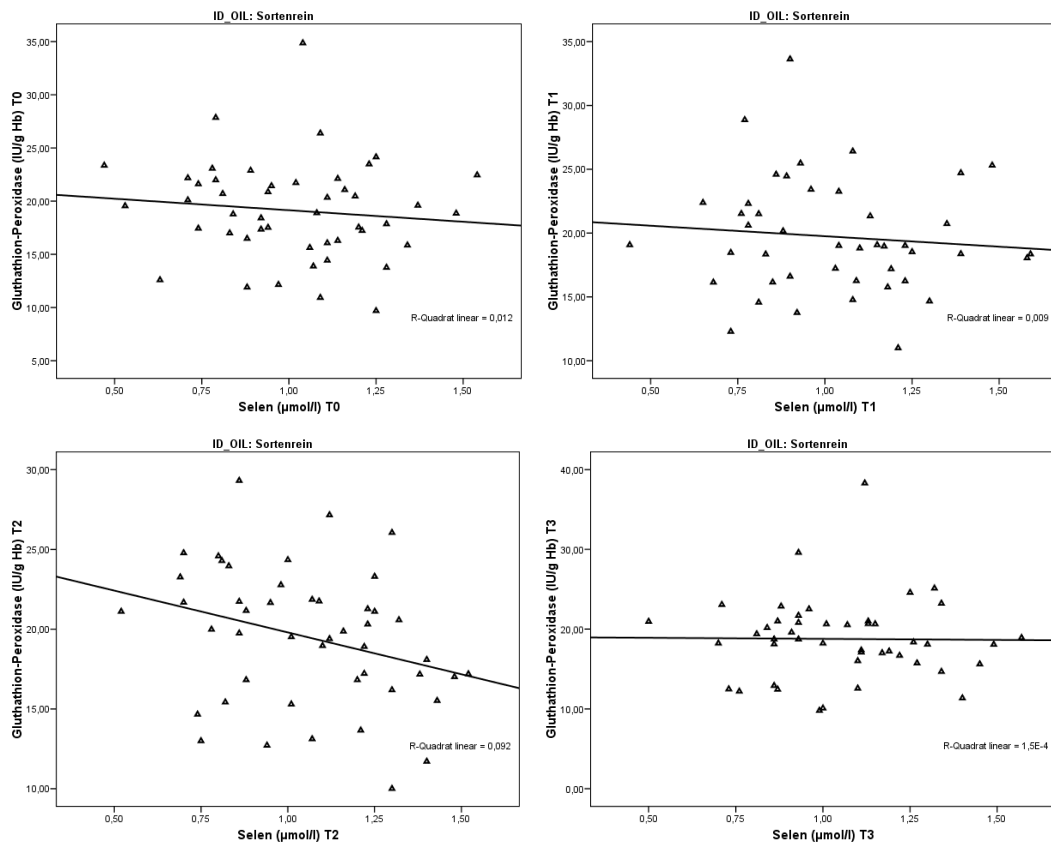 ID_OIL: Sortenrein
Gluthathion-Peroxidase (IU/g Hb) T0
35,00
30,00
25,00
20,00
15,00
10,00
5,00
R-Quadrat linear = 0,012
0,50 0,75 1,00 1,25 1,50
Selen (µmol/l) T0
ID_OIL: Sortenrein
Gluthathion-Peroxidase (IU/g Hb) T1
35,00
30,00
25,00
20,00
15,00
10,00
R-Quadrat linear = 0,009
0,50 0,75 1,00 1,25 1,50
Selen (µmol/l) T1
ID_OIL: Sortenrein
Gluthathion-Peroxidase (IU/g Hb) T2
30,00
25,00
20,00
15,00
10,00
R-Quadrat linear = 0,092
0,50 0,75 1,00 1,25 1,50
Selen (µmol/l) T2
ID_OIL: Sortenrein
Gluthathion-Peroxidase (IU/g Hb) T3
40,00
30,00
20,00
10,00
0,00
R-Quadrat linear = 1,5E-4
0,50 0,75 1,00 1,25 1,50
Selen (µmol/l) T3